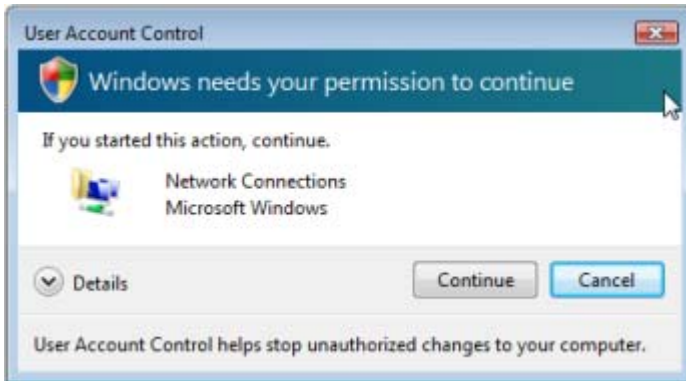 User Account Control
Windows needs your permission to continue
If you started this action, continue.
Network Connections
Microsoft Windows
Details
Continue
Cancel
User Account Control helps stop unauthorized changes to your computer.